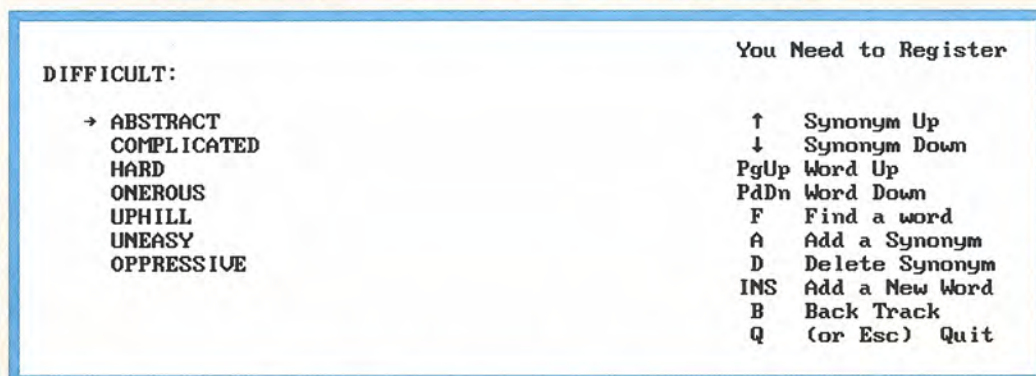 You Need to Register
DIFFICULT:
→ ABSTRACT
COMPLICATED
HARD
ONEROUS
UPHILL
UNEASY
OPPRESSIVE
↑ Synonym Up
↓ Synonym Down
PgUp Word Up
PdDn Word Down
F Find a word
A Add a Synonym
D Delete Synonym
INS Add a New Word
B Back Track
Q (or Esc) Quit